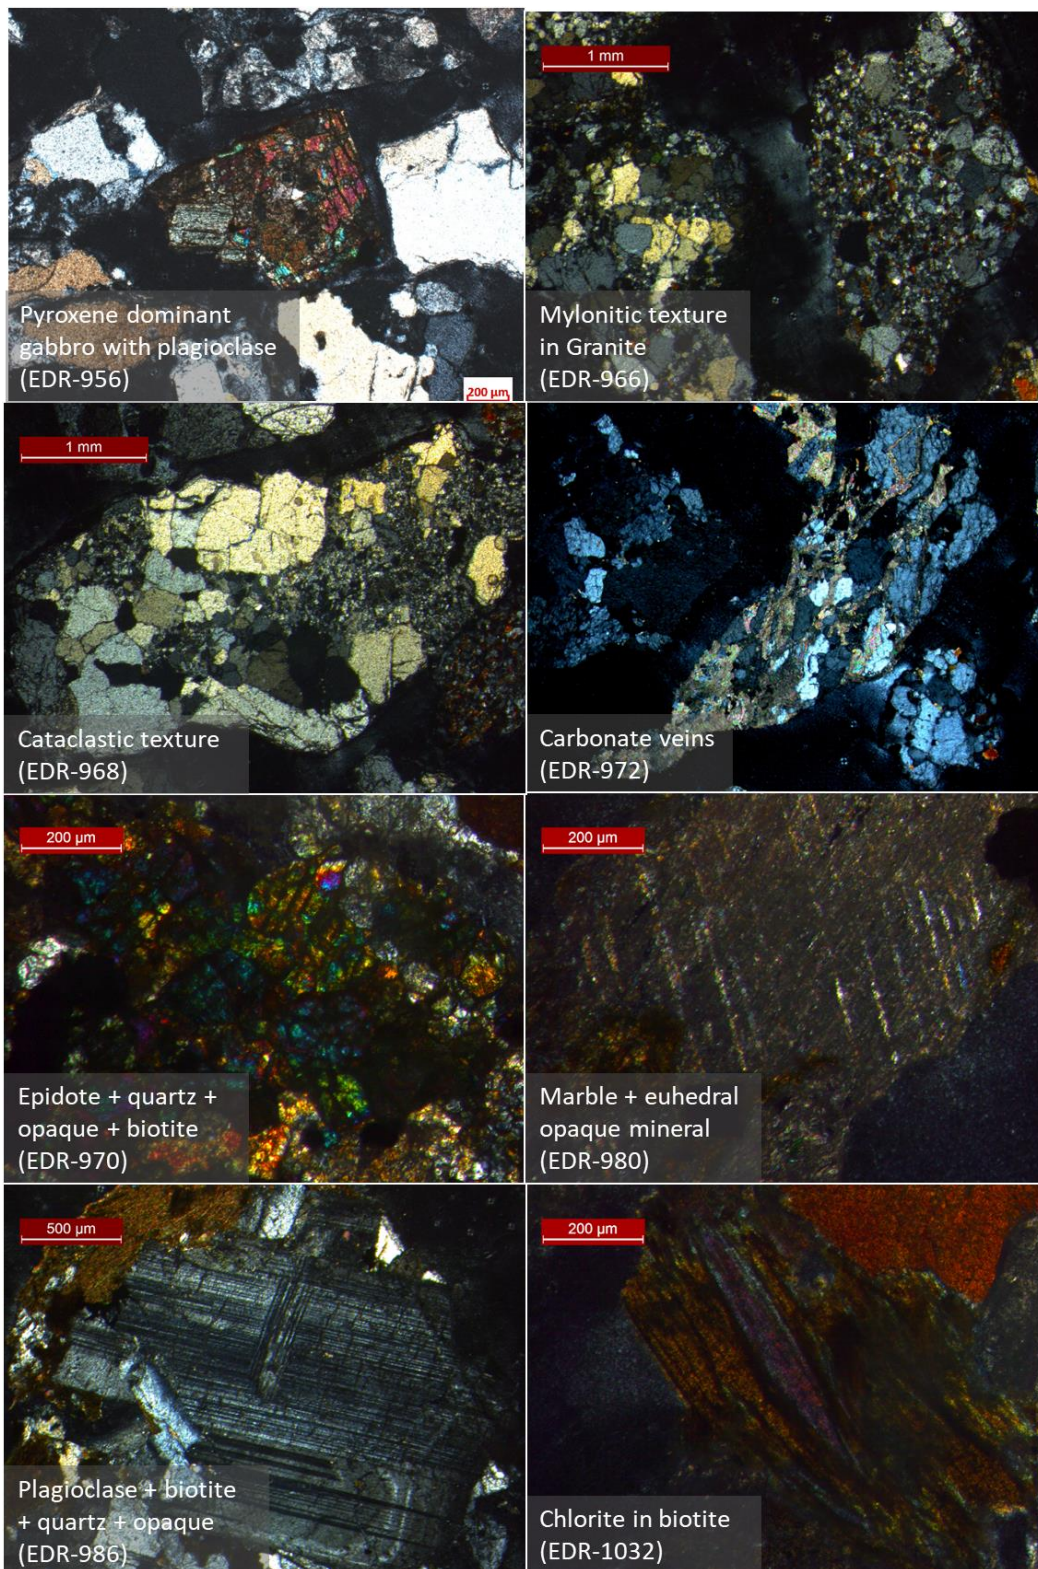 Pyroxene dominant
gabbro with plagioclase
(EDR-956)
200 µm
1 mm
Mylonitic texture
in Granite
(EDR-966)
1 mm
Cataclastic texture
(EDR-968)
Carbonate veins
(EDR-972)
200 µm
Epidote + quartz +
opaque + biotite
(EDR-970)
200 µm
Marble + euhedral
opaque mineral
(EDR-980)
500 µm
Plagioclase + biotite
+ quartz + opaque
(EDR-986)
200 µm
Chlorite in biotite
(EDR-1032)